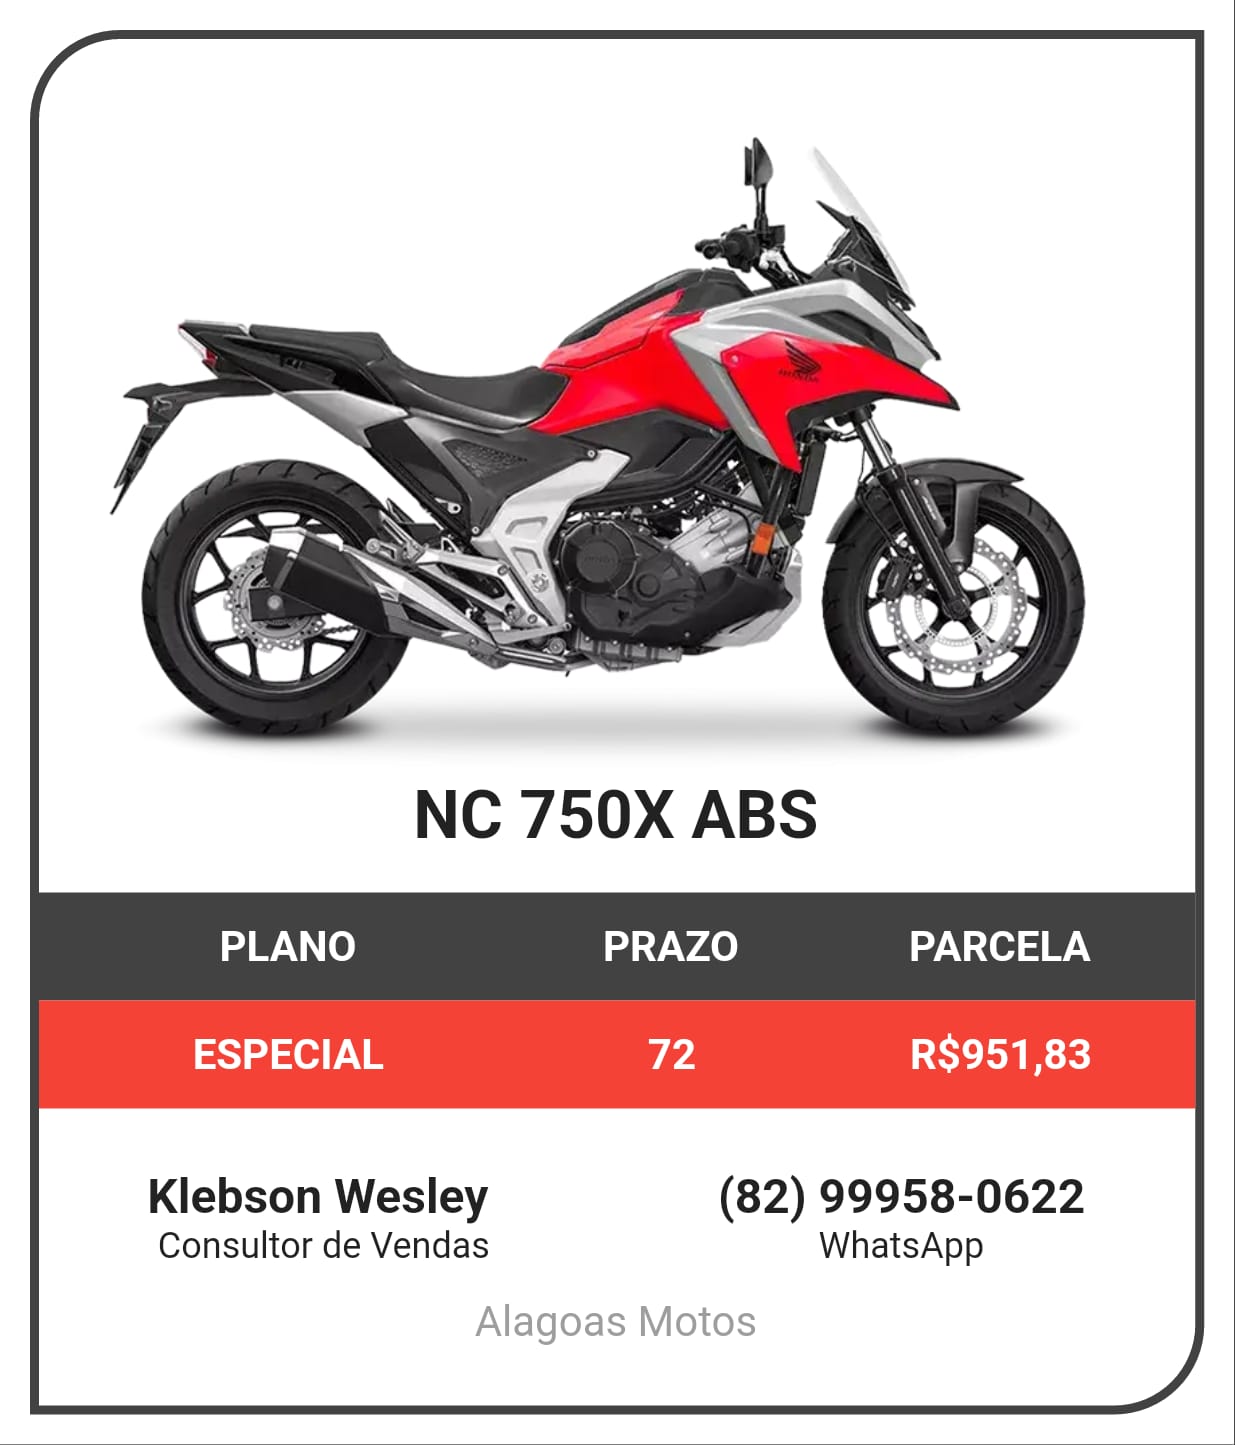 HONDA
NC 750X ABS
PLANO PRAZO PARCELA
ESPECIAL 72 R$951,83
Klebson Wesley (82) 99958-0622
Consultor de Vendas WhatsApp
Alagoas Motos